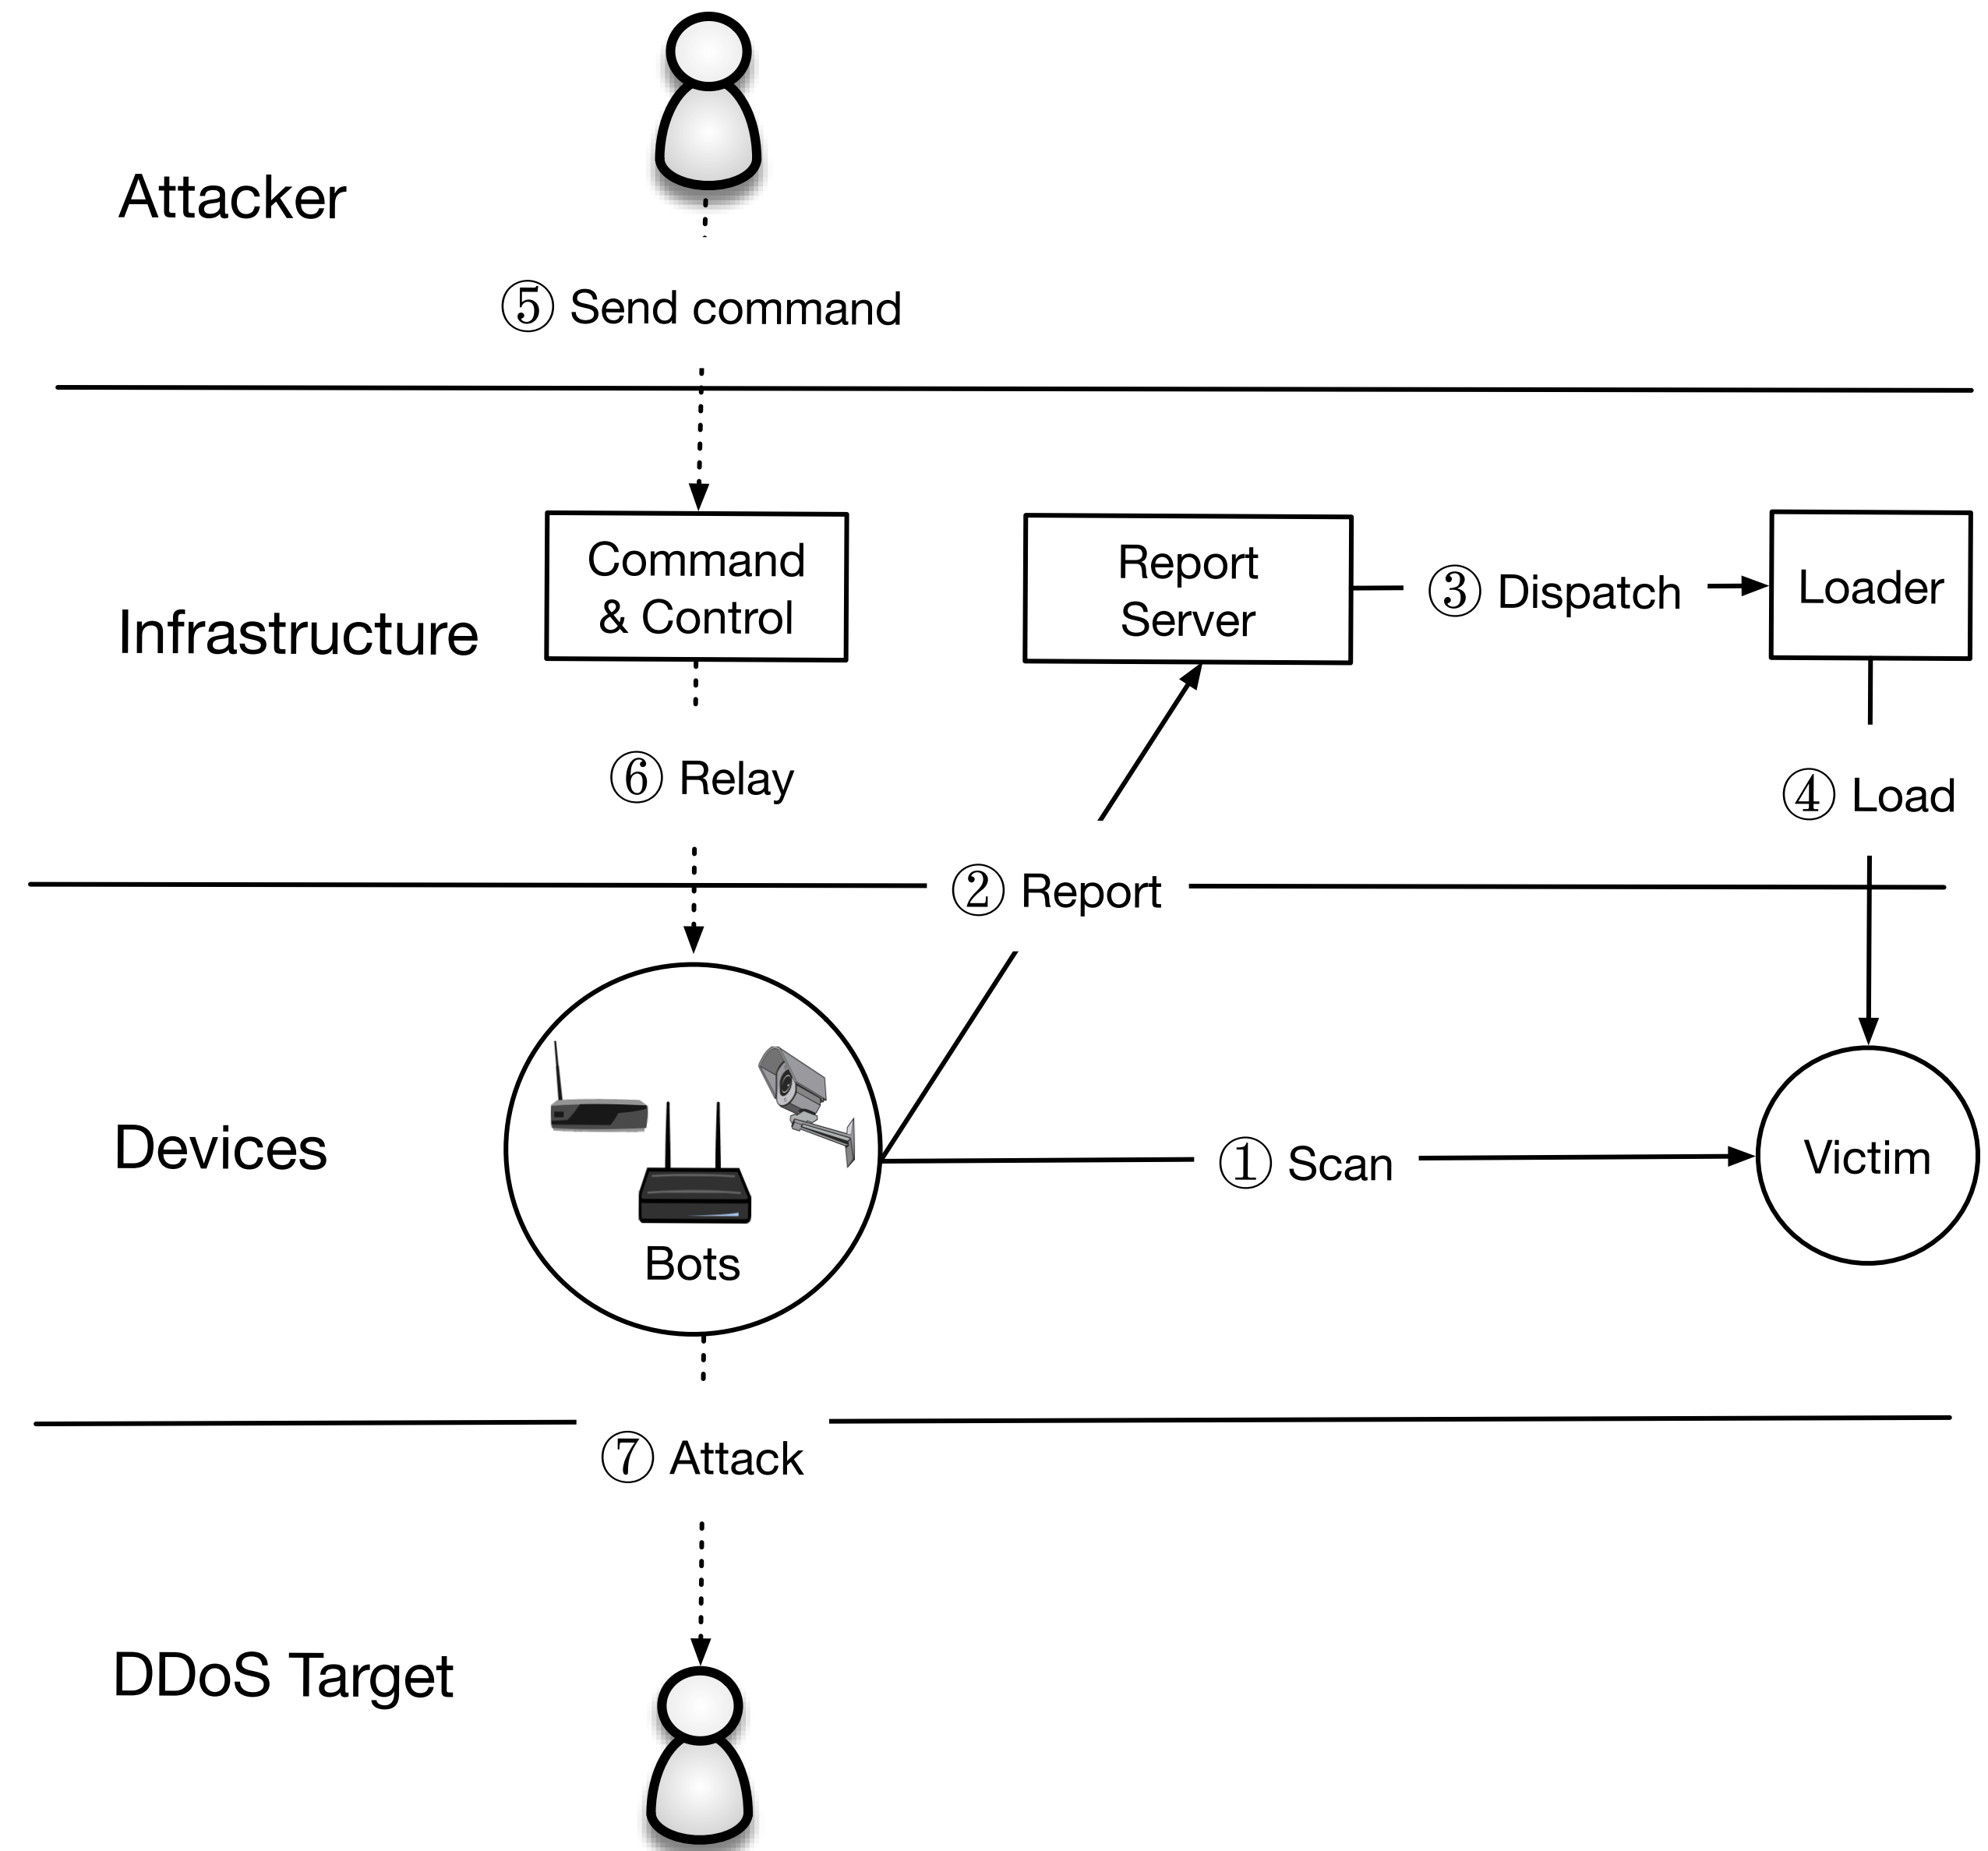 Attacker
⑤ Send command
Infrastructure
Command
& Control
Report
Server
③ Dispatch
Loader
⑥ Relay
④ Load
② Report
Devices
Bots
① Scan
Victim
⑦ Attack
DDoS Target